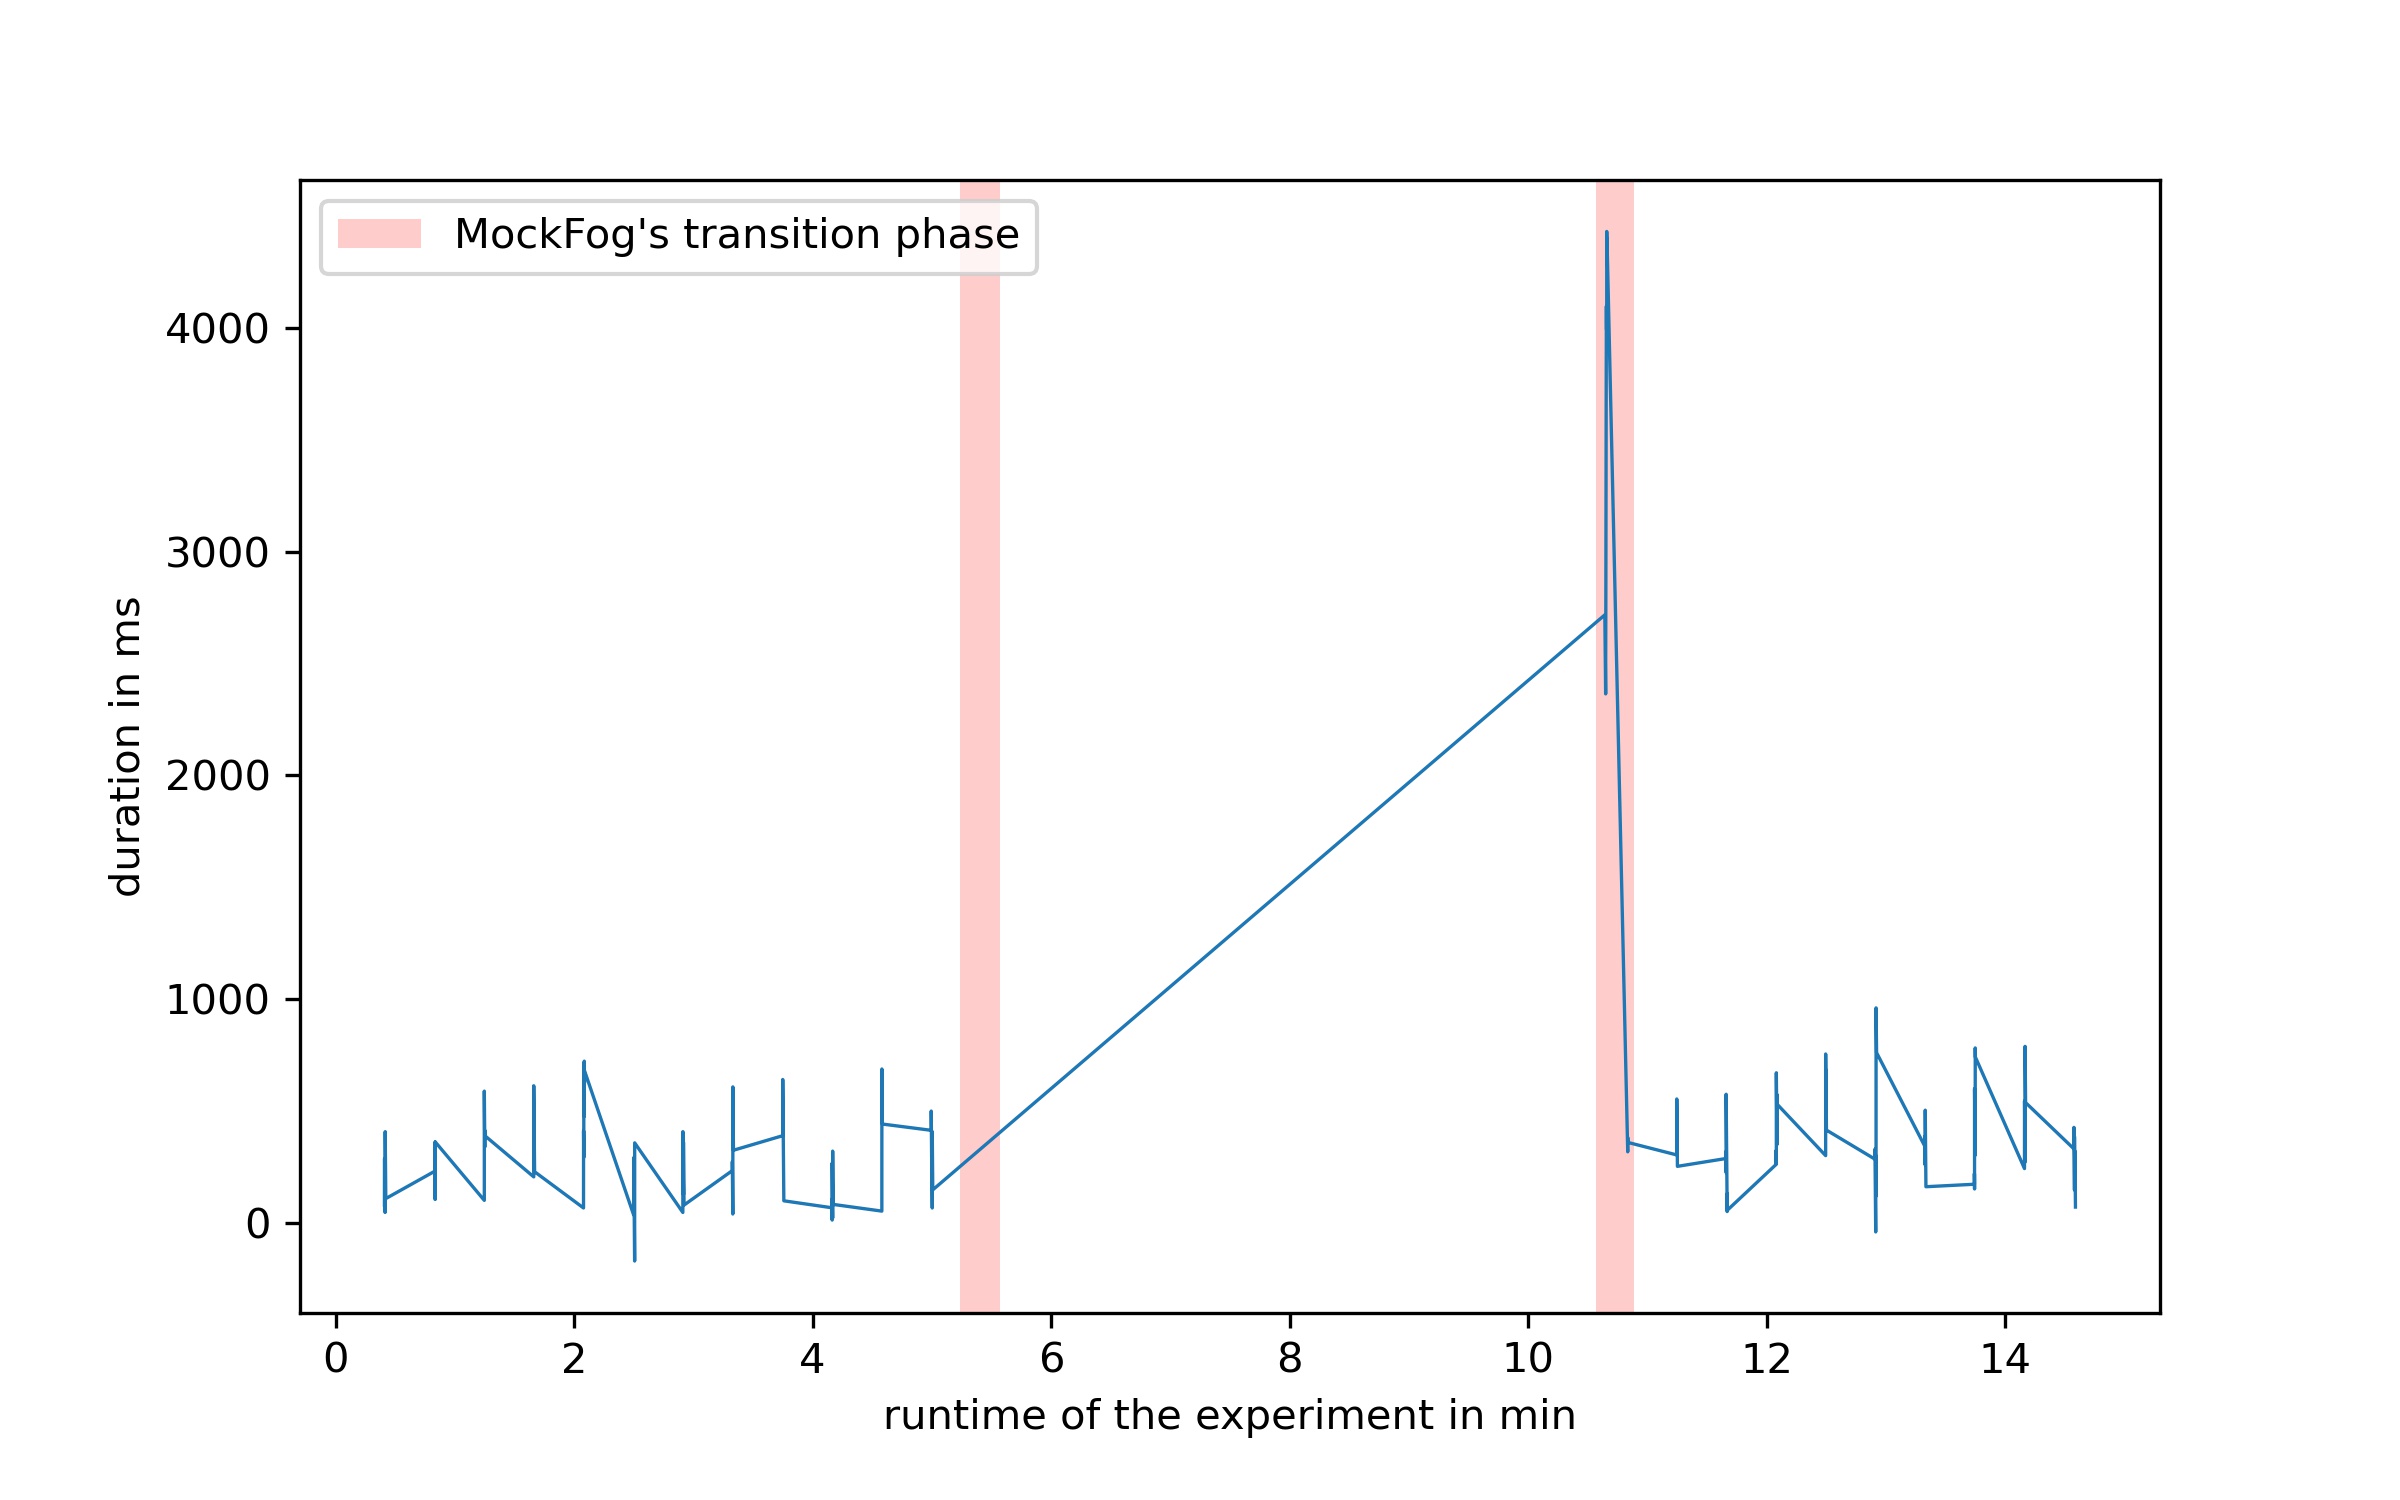 MockFog's transition phase
4000
3000
2000
1000
0
duration in ms
0 2 4 6 8 10 12 14
runtime of the experiment in min